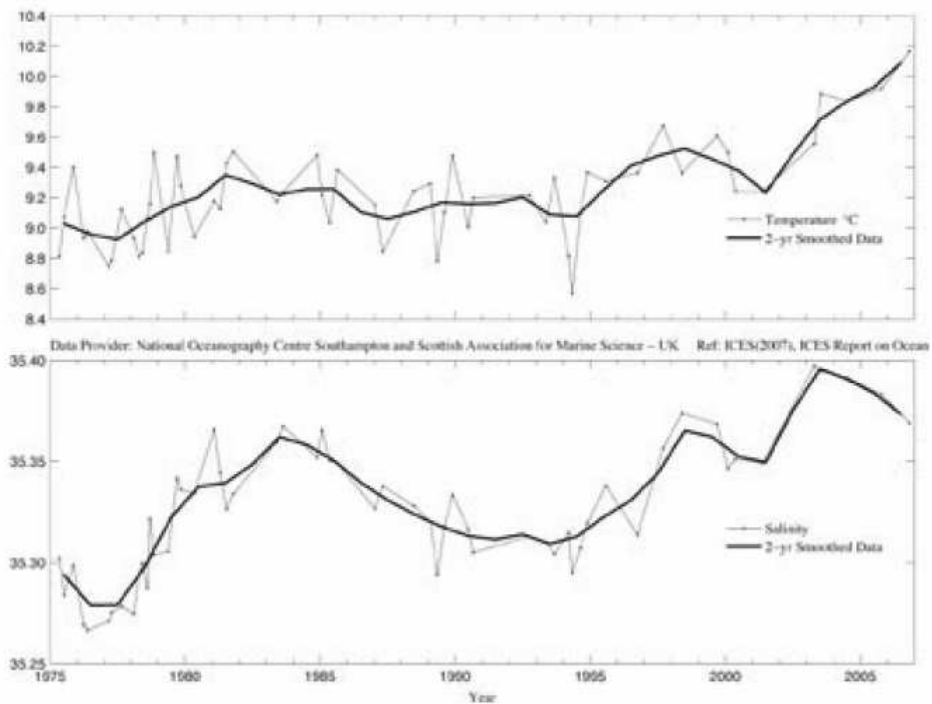 10.4
10.2
10.0
9.8
9.6
9.4
9.2
9.0
8.8
8.6
8.4
Temperature °C
2-yr Smoothed Data
Data Provider: National Oceanography Centre Southampton and Scottish Association for Marine Science – UK Ref: ICES(2007), ICES Report on Ocean
35.40
35.35
35.30
35.25
Salinity
2-yr Smoothed Data
1975 1980 1985 1990 1995 2000 2005
Year